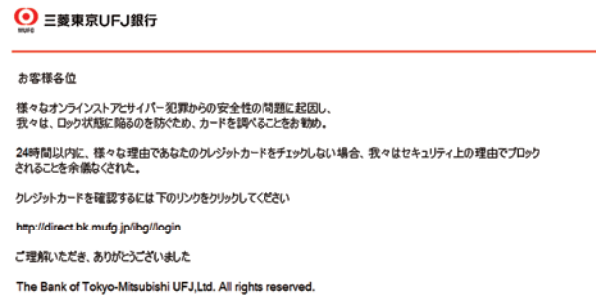 MUFG
三菱東京UFJ銀行
お客様各位
様々なオンラインストアとサイバー犯罪からの安全性の問題に起因し、
我々は、ロック状態に陥るのを防ぐため、カードを調べることをお勧め。
24時間以内に、様々な理由であなたのクレジットカードをチェックしない場合、我々はセキュリティ上の理由でブロック
されることを余儀なくされた。
クレジットカードを確認するには下のリンクをクリックしてください
http://direct.bk.mufg.jp/ibg//login
ご理解いただき、ありがとうございました
The Bank of Tokyo-Mitsubishi UFJ,Ltd. All rights reserved.